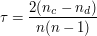 τ = 2(n_c − n_d) / n(n − 1)